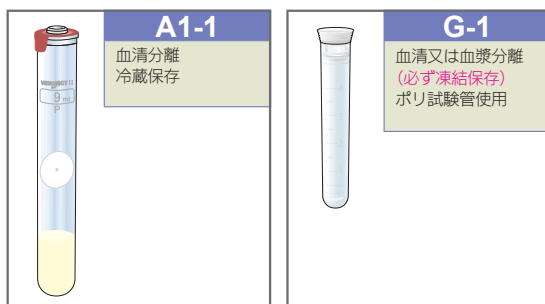 A1-1
血清分離
冷蔵保存
9 ml
P
G-1
血清又は血漿分離
(必ず凍結保存)
ポリ試験管使用